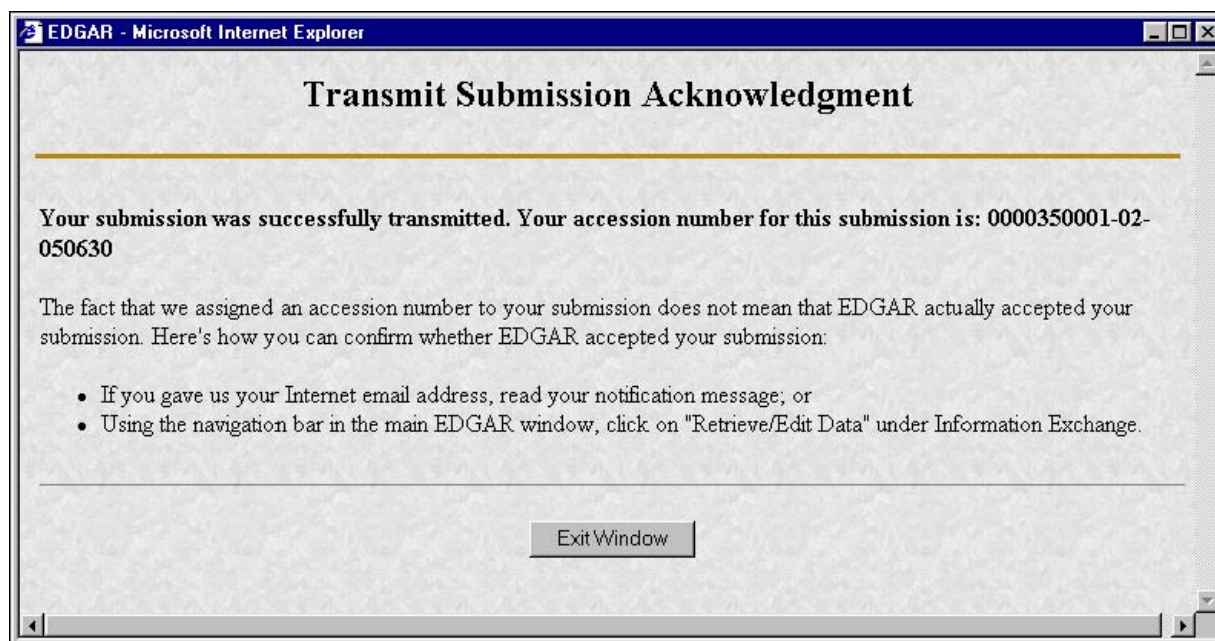 EDGAR - Microsoft Internet Explorer
Transmit Submission Acknowledgment
Your submission was successfully transmitted. Your accession number for this submission is: 0000350001-02-
050630
The fact that we assigned an accession number to your submission does not mean that EDGAR actually accepted your
submission. Here's how you can confirm whether EDGAR accepted your submission:
• If you gave us your Internet email address, read your notification message; or
• Using the navigation bar in the main EDGAR window, click on "Retrieve/Edit Data" under Information Exchange.
Exit Window